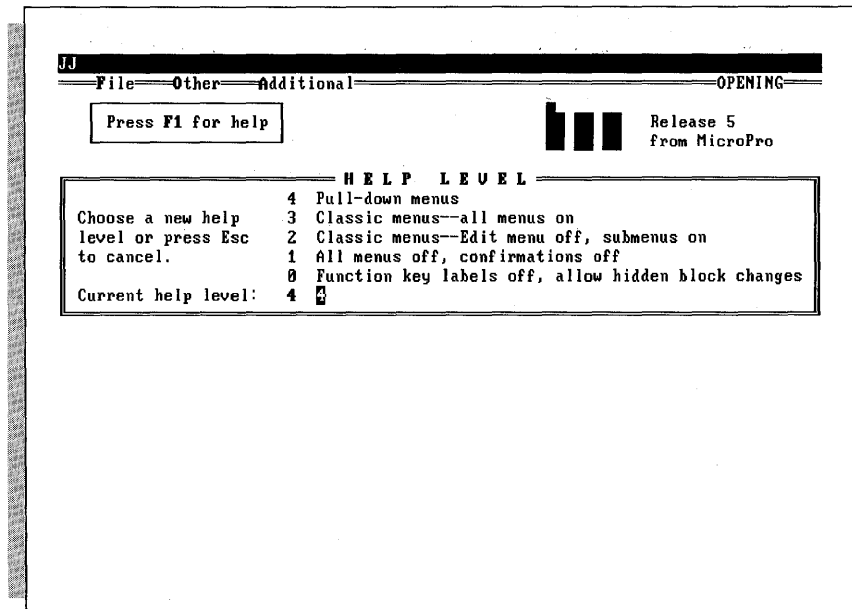 JJ
File Other Additional OPENING
Press F1 for help
Release 5
from MicroPro
HELP LEVEL
4 Pull-down menus
Choose a new help 3 Classic menus--all menus on
level or press Esc 2 Classic menus--Edit menu off, submenus on
to cancel. 1 All menus off, confirmations off
0 Function key labels off, allow hidden block changes
Current help level: 4 4